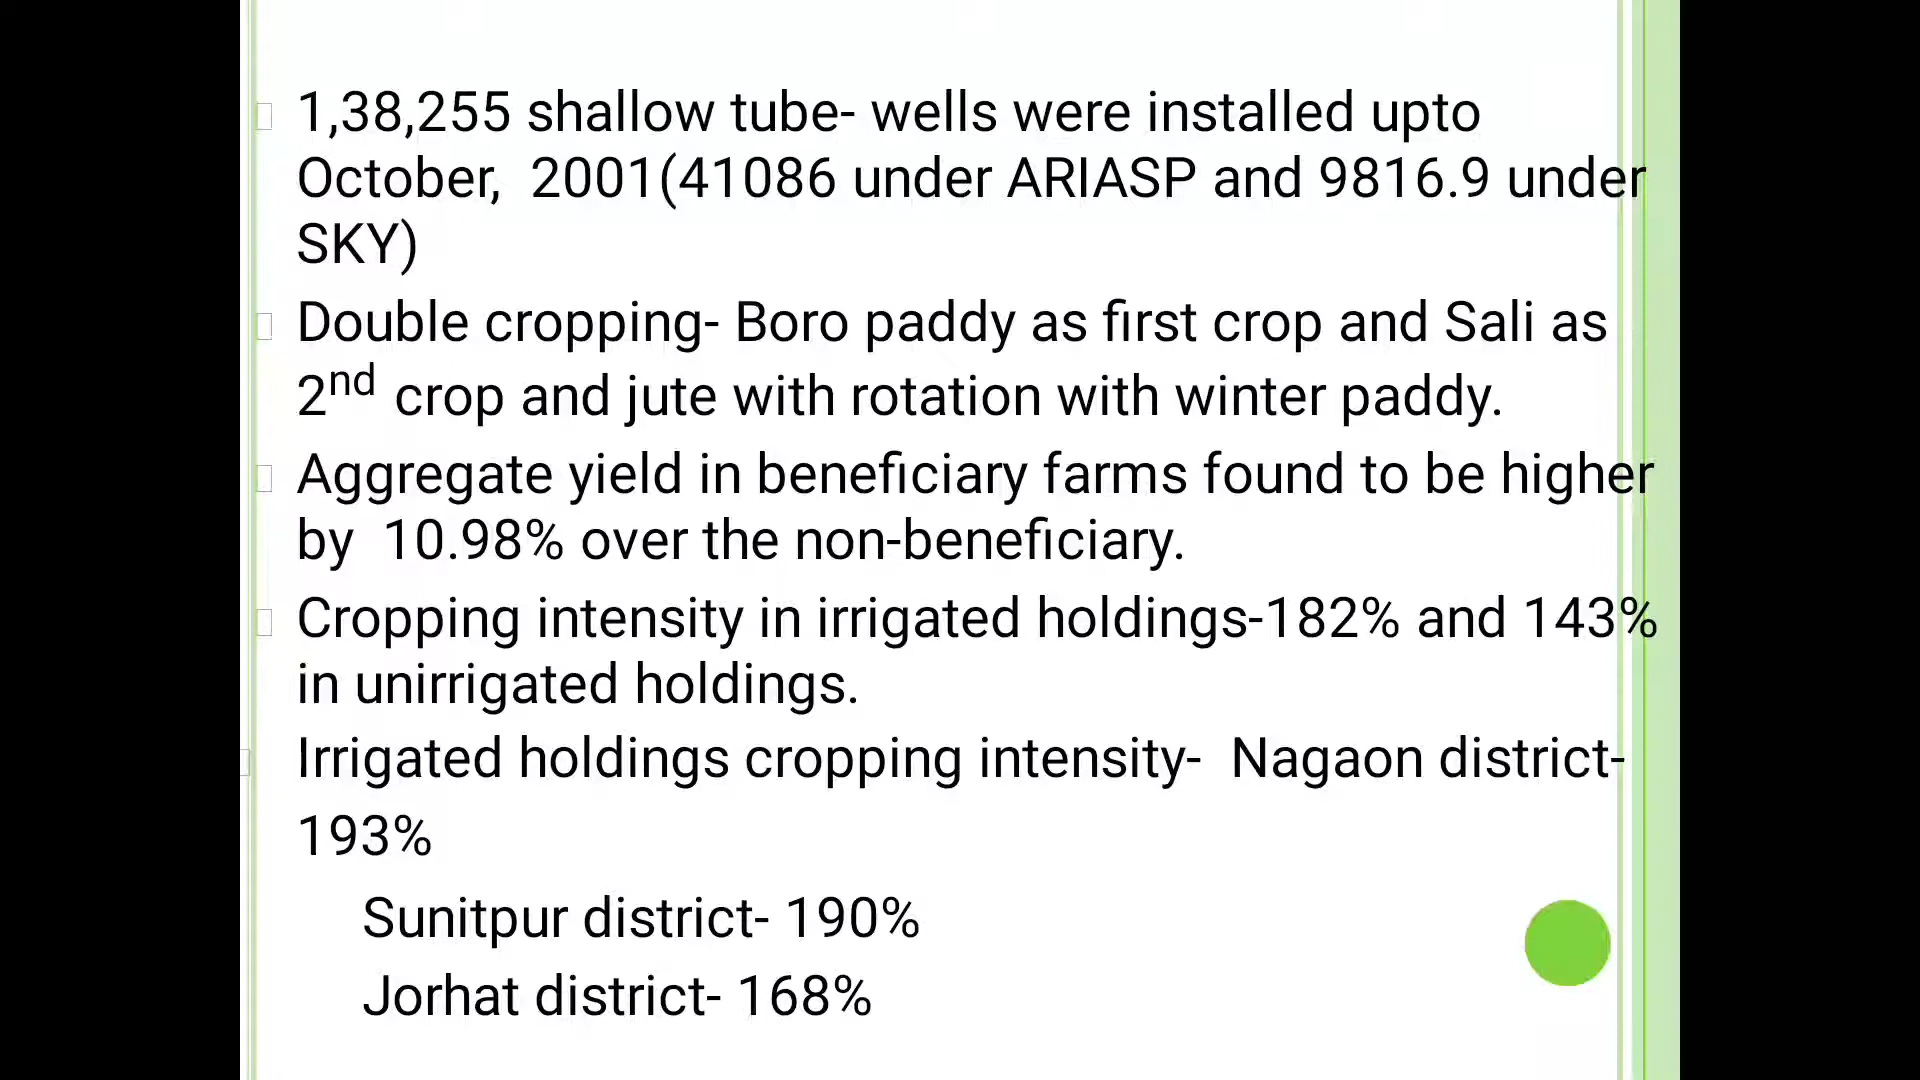 1,38,255 shallow tube- wells were installed upto
October,  2001(41086 under ARIASP and 9816.9 under
SKY)
Double cropping- Boro paddy as first crop and Sali as
2nd crop and jute with rotation with winter paddy.
Aggregate yield in beneficiary farms found to be higher
by  10.98% over the non-beneficiary.
Cropping intensity in irrigated holdings-182% and 143%
in unirrigated holdings.
Irrigated holdings cropping intensity-  Nagaon district-
193%
Sunitpur district- 190%
Jorhat district- 168%